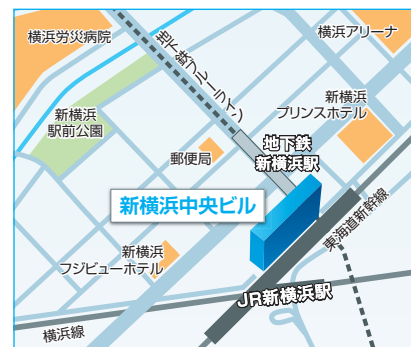 横浜労災病院
地下鉄ブルーライン
横浜アリーナ
新横浜
駅前公園
新横浜
プリンスホテル
郵便局
地下鉄
新横浜駅
新横浜中央ビル
東海道新幹線
新横浜
フジビューホテル
JR新横浜駅
横浜線